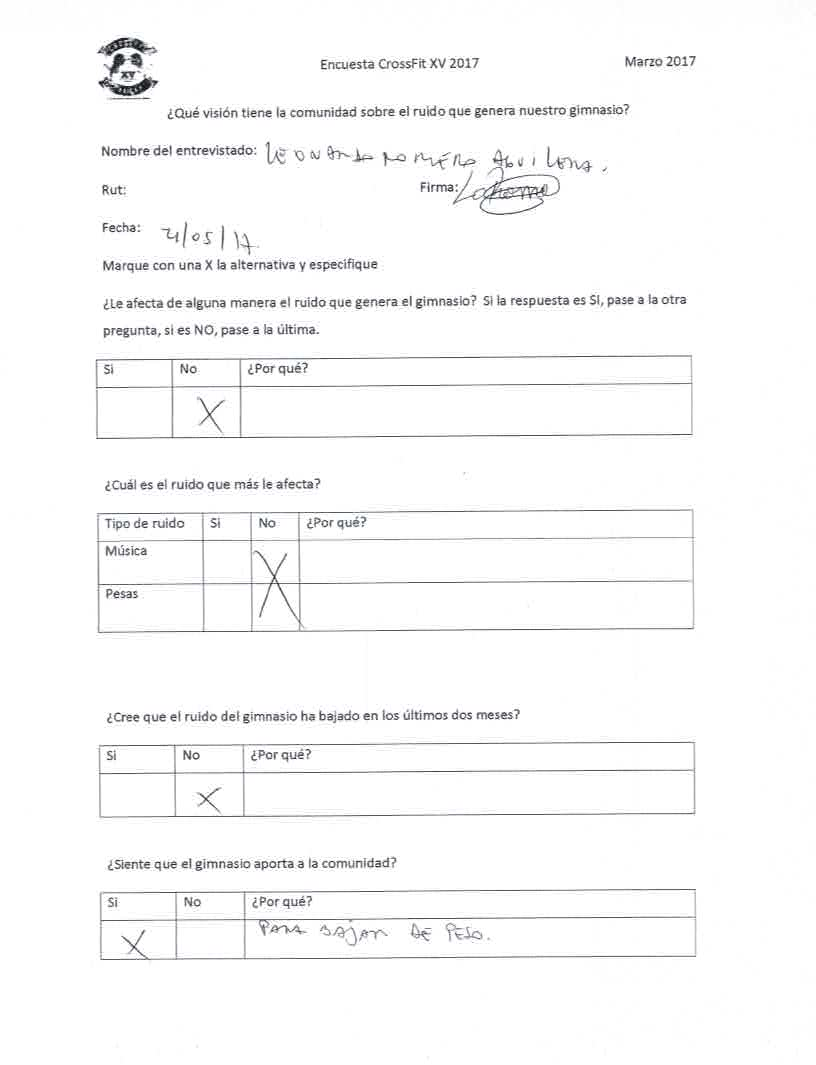 XV
Encuesta CrossFit XV 2017
Marzo 2017
¿Qué visión tiene la comunidad sobre el ruido que genera nuestro gimnasio?
Nombre del entrevistado: LEONARDO ROMERO AGUILERA.
Rut:
Firma:
Fecha: 21/05/17.
Marque con una X la alternativa y especifique
¿Le afecta de alguna manera el ruido que genera el gimnasio? Si la respuesta es SI, pase a la otra
pregunta, si es NO, pase a la última.
Si No ¿Por qué?
X
¿Cuál es el ruido que más le afecta?
Tipo de ruido Si No ¿Por qué?
Música
X
Pesas
¿Cree que el ruido del gimnasio ha bajado en los últimos dos meses?
Si No ¿Por qué?
X
¿Siente que el gimnasio aporta a la comunidad?
Si No ¿Por qué?
X PARA BAJAR DE PESO.